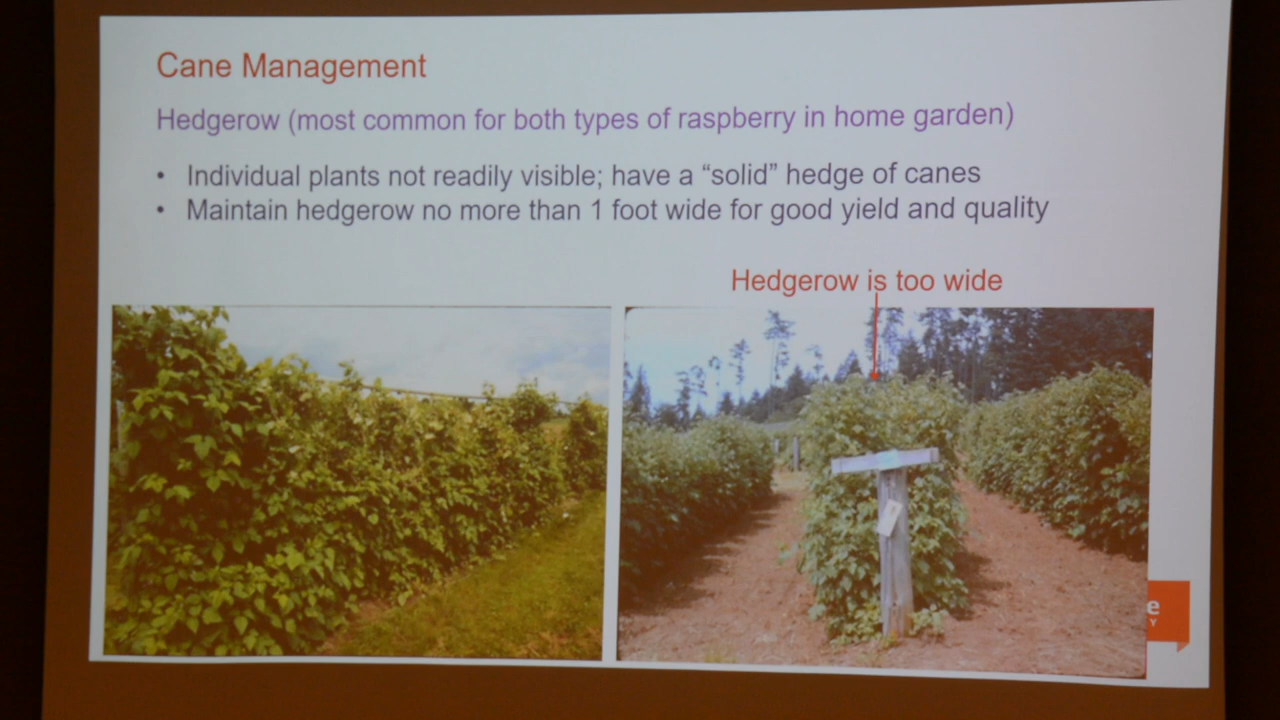 Cane Management
Hedgerow (most common for both types of raspberry in home garden)
• Individual plants not readily visible; have a “solid” hedge of canes
• Maintain hedgerow no more than 1 foot wide for good yield and quality
Hedgerow is too wide
e
Y